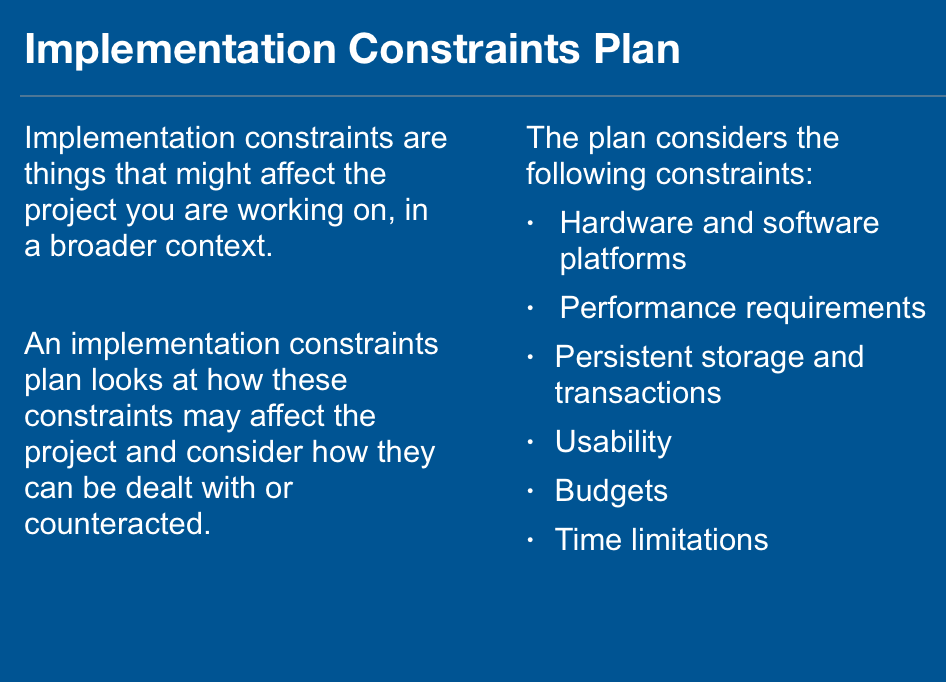 Implementation Constraints Plan
Implementation constraints are
things that might affect the
project you are working on, in
a broader context.
An implementation constraints
plan looks at how these
constraints may affect the
project and consider how they
can be dealt with or
counteracted.
The plan considers the
following constraints:
· Hardware and software
platforms
· Performance requirements
· Persistent storage and
transactions
· Usability
· Budgets
· Time limitations